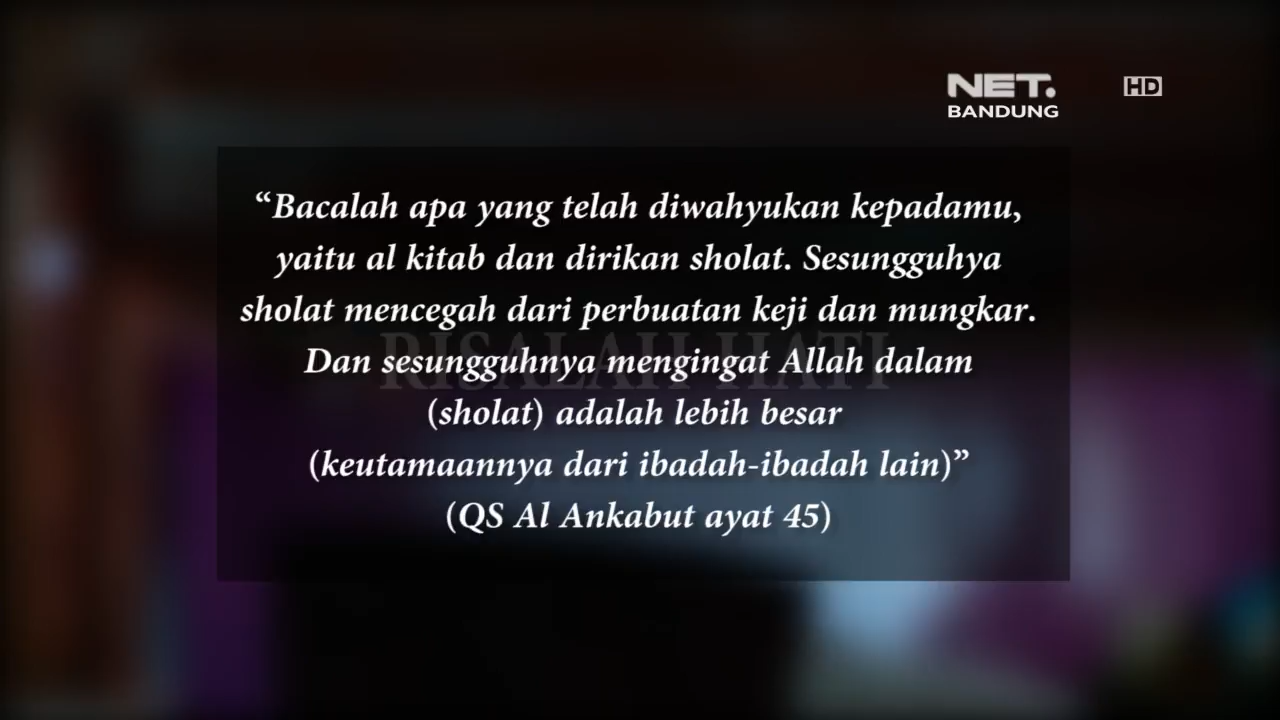 NET.
HD
BANDUNG
“Bacalah apa yang telah diwahyukan kepadamu,
yaitu al kitab dan dirikan sholat. Sesungguhya
sholat mencegah dari perbuatan keji dan mungkar.
RISALAH HATI
Dan sesungguhnya mengingat Allah dalam
(sholat) adalah lebih besar
(keutamaannya dari ibadah-ibadah lain)”
(QS Al Ankabut ayat 45)